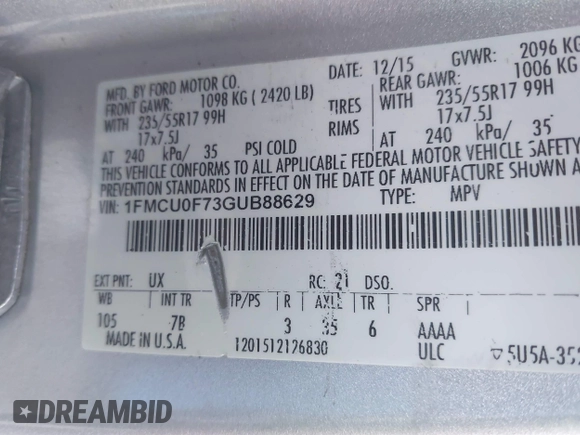 MFD. BY FORD MOTOR CO.
DATE: 12/15 GVWR: 2096 KG
FRONT GAWR: 1098 KG ( 2420 LB) REAR GAWR: 1006 KG
WITH 235/55R17 99H TIRES WITH 235/55R17 99H
17x7.5J RIMS 17x7.5J
AT 240 kPa/ 35 PSI COLD AT 240 kPa/ 35
THIS VEHICLE CONFORMS TO ALL APPLICABLE FEDERAL MOTOR VEHICLE SAFETY
PREVENTION STANDARDS IN EFFECT ON THE DATE OF MANUFACTURE SHOWN
VIN: 1FMCU0F73GUB88629 TYPE: MPV
EXT PNT: UX RC: 21 DSO:
WB INT TR TP/PS R AXLE TR SPR
105 7B 3 35 6 AAAA
MADE IN U.S.A. 1201512126830 ULC
5U5A-352
DREAMBID